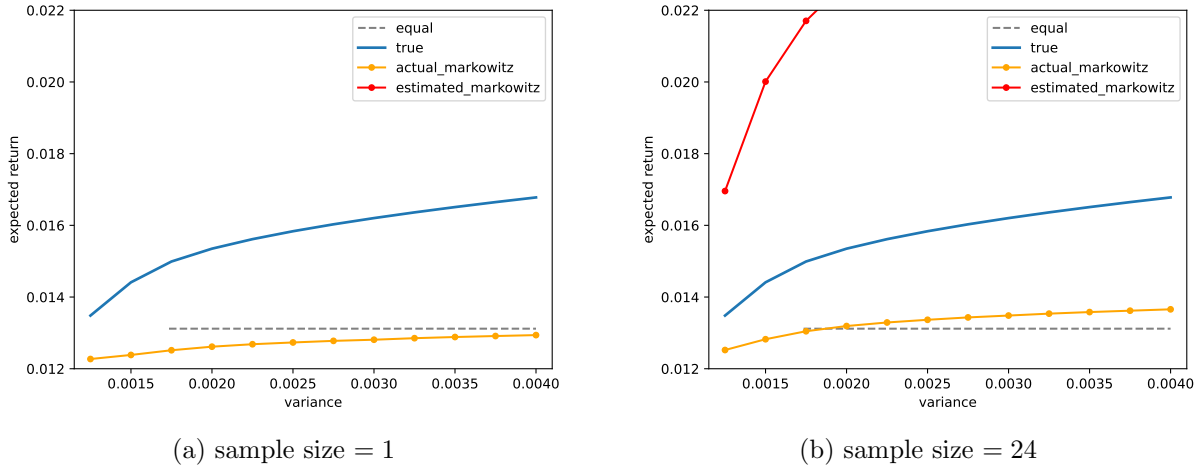 0.022
0.020
0.018
0.016
0.014
0.012
expected return
0.0015 0.0020 0.0025 0.0030 0.0035 0.0040
variance
equal
true
actual_markowitz
estimated_markowitz
(a) sample size = 1
0.022
0.020
0.018
0.016
0.014
0.012
expected return
0.0015 0.0020 0.0025 0.0030 0.0035 0.0040
variance
equal
true
actual_markowitz
estimated_markowitz
(b) sample size = 24